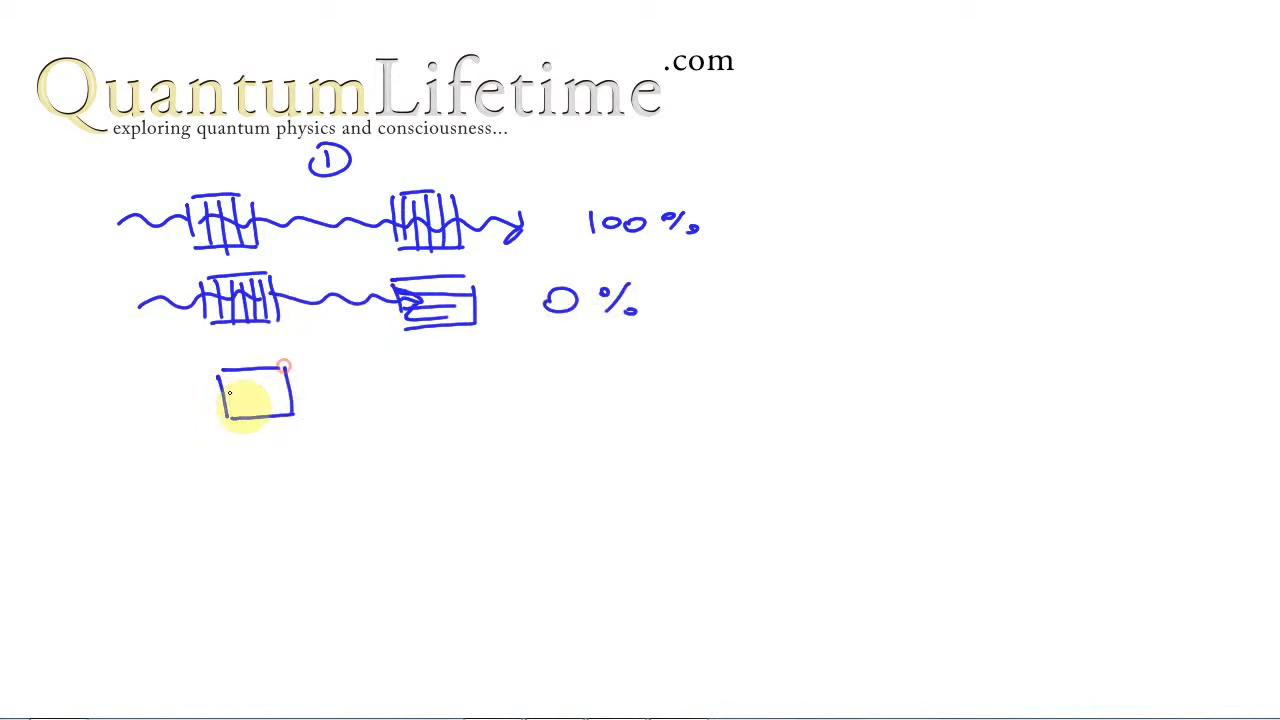 QuantumLifetime.com
exploring quantum physics and consciousness...
①
100 %
0 %